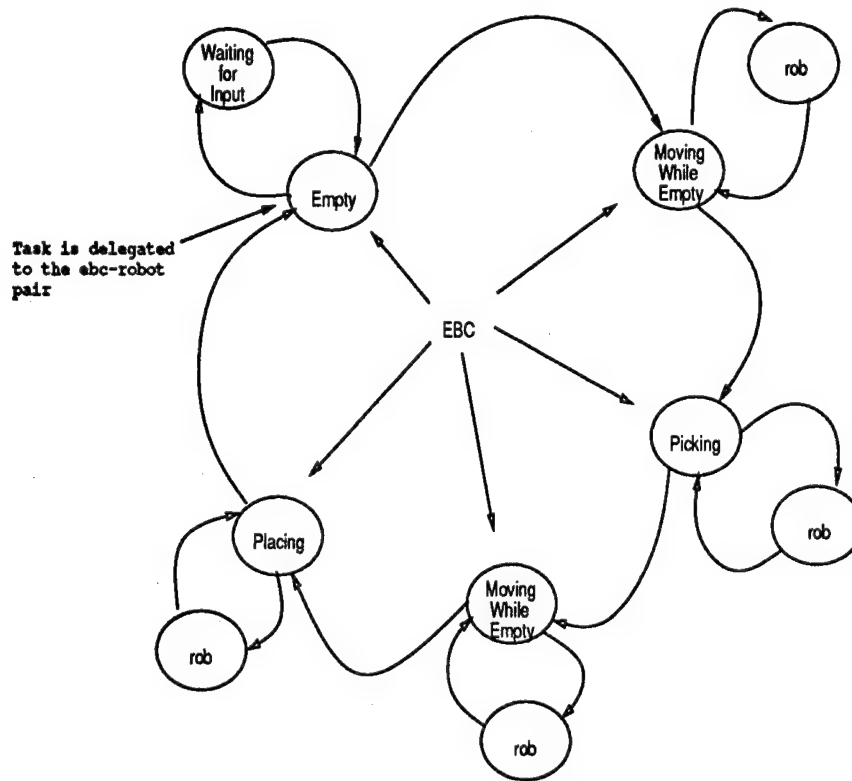 Waiting
for
Input
rob
Moving
While
Empty
Empty
Task is delegated
to the ebc-robot
pair
EBC
Picking
rob
Placing
Moving
While
Empty
rob
rob